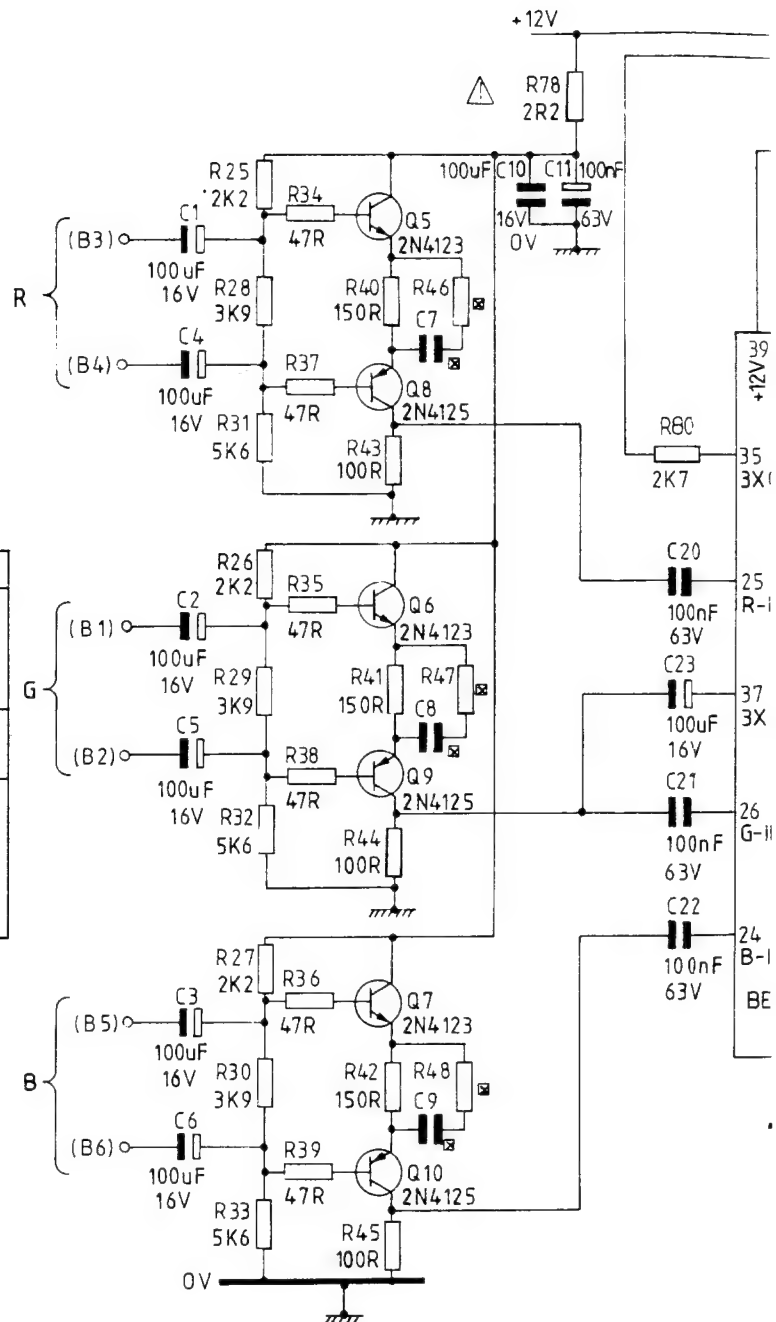 +12V
R78
2R2
R25
2K2
C1
(B3)
100uF
16V
R34
47R
Q5
2N4123
100uF C10
16V
0V
C11 100nF
63V
R
R28
3K9
R40
150R
R46
C7
C4
(B4)
100uF
16V
R37
47R
Q8
2N4125
R31
5K6
R43
100R
39
+12V
R80
2K7
35
3X
R26
2K2
C2
(B1)
100uF
16V
R35
47R
Q6
2N4123
C20
100nF
63V
25
R-i
G
R29
3K9
R41
150R
R47
C8
C23
100uF
16V
37
3X
C5
(B2)
100uF
16V
R38
47R
Q9
2N4125
R32
5K6
R44
100R
C21
100nF
63V
26
G-i
C22
100nF
63V
24
B-I
BE
R27
2K2
C3
(B5)
100uF
16V
R36
47R
Q7
2N4123
B
R30
3K9
R42
150R
R48
C9
C6
(B6)
100uF
16V
R39
47R
Q10
2N4125
R33
5K6
R45
100R
0V